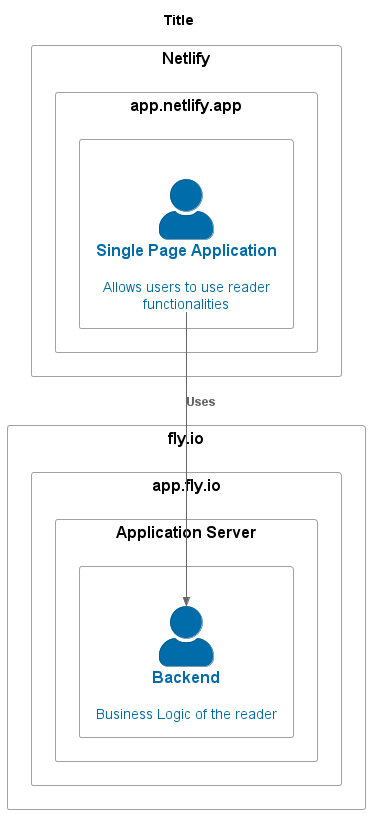 Title
Netlify
app.netlify.app
Single Page Application
Allows users to use reader
functionalities
Uses
fly.io
app.fly.io
Application Server
Backend
Business Logic of the reader